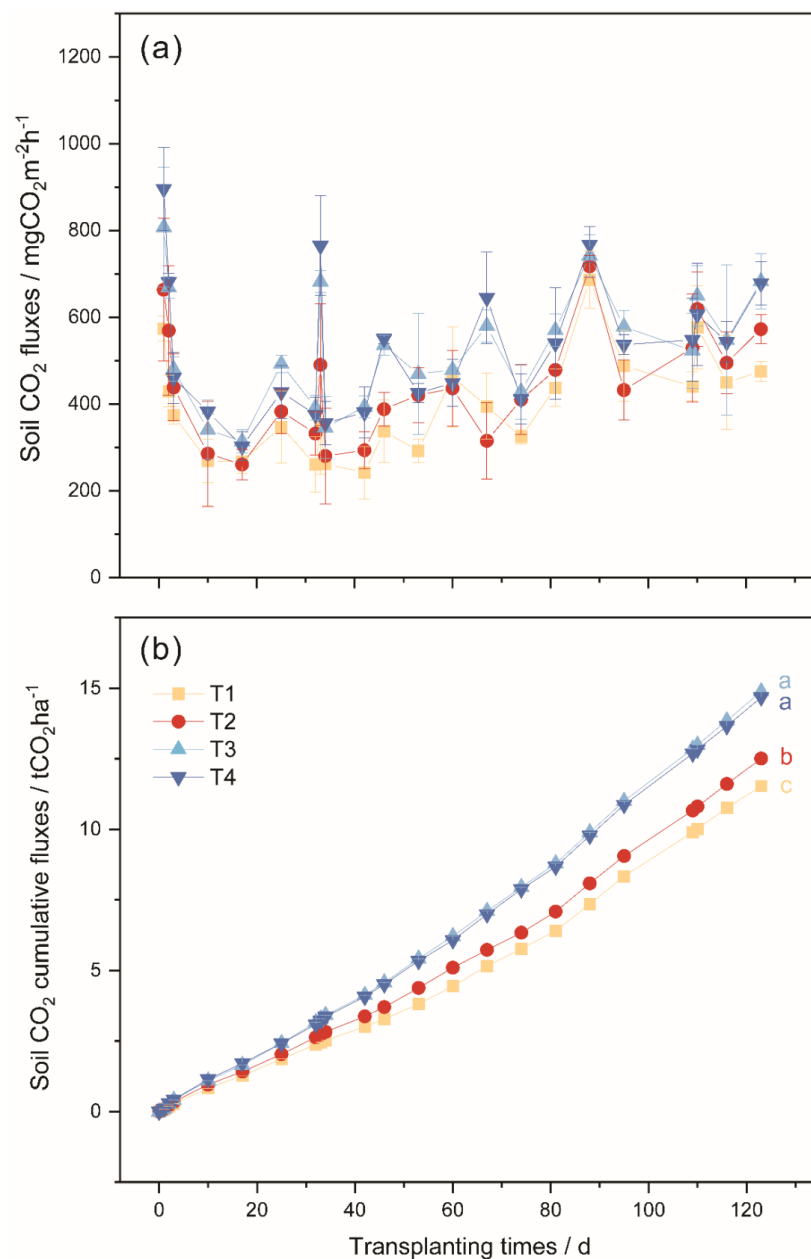 (a)
1200
1000
800
600
400
200
0
Soil CO₂ fluxes / mgCO₂m⁻²h⁻¹
(b)
T1
T2
T3
T4
a
a
b
c
15
10
5
0
Soil CO₂ cumulative fluxes / tCO₂ha⁻¹
0 20 40 60 80 100 120
Transplanting times / d